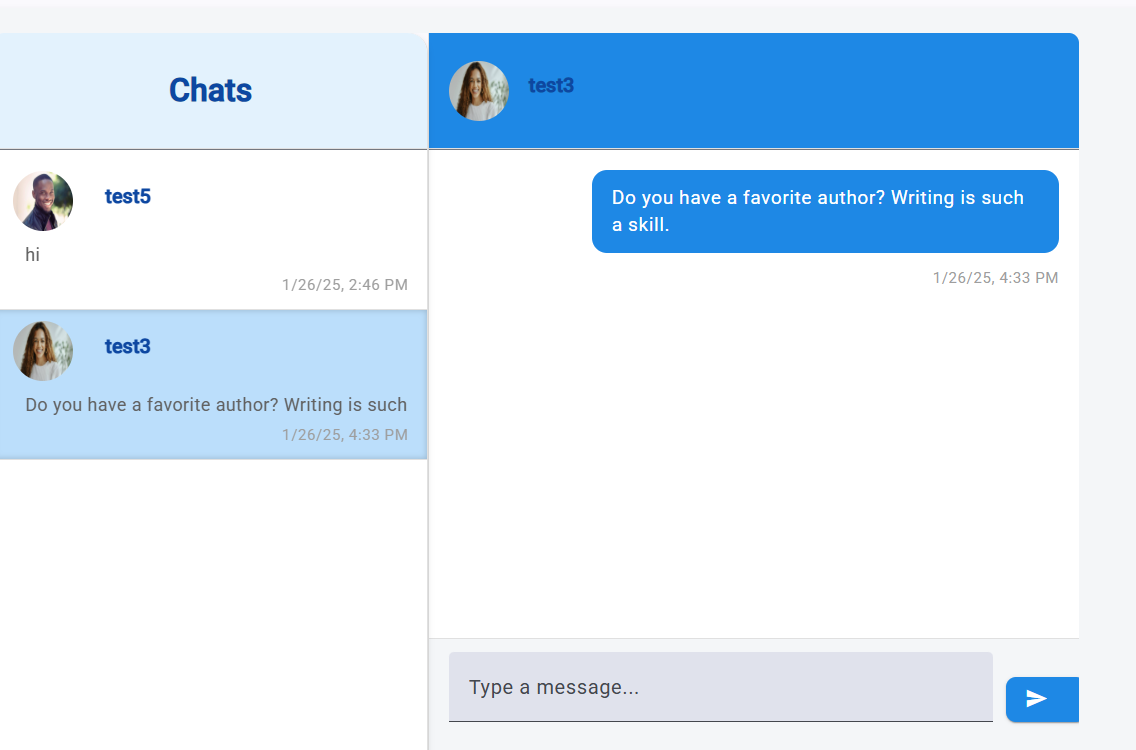 Chats
test5
hi
1/26/25, 2:46 PM
test3
Do you have a favorite author? Writing is such
1/26/25, 4:33 PM
test3
Do you have a favorite author? Writing is such
a skill.
1/26/25, 4:33 PM
Type a message...